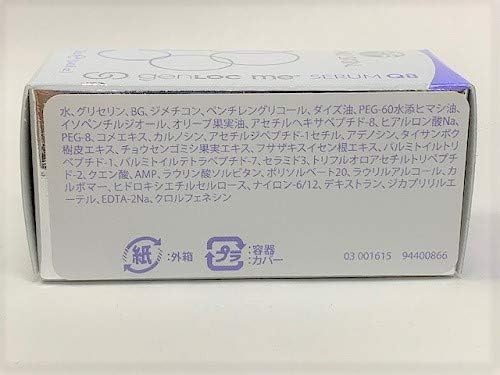 genLOC me SERUM Q8
水、グリセリン、BG、ジメチコン、ペンチレングリコール、ダイズ油、PEG-60水添ヒマシ油、
イソペンチルジオール、オリーブ果実油、アセチルヘキサペプチド-8、ヒアルロン酸Na、
PEG-8、コメエキス、カルノシン、アセチルジペプチド-1セチル、アデノシン、タイサンボク
樹皮エキス、チョウセンゴミシ果実エキス、フサザキスイセン根エキス、パルミトイルトリ
ペプチド-1、パルミトイルテトラペプチド-7、セラミド3、トリフルオロアセチルトリペプチ
ド-2、クエン酸、AMP、ラウリン酸ソルビタン、ポリソルベート20、ラウリルアルコール、カ
ルボマー、ヒドロキシエチルセルロース、ナイロン-6/12、デキストラン、ジカプリリルエ
ーテル、EDTA-2Na、クロルフェネシン
紙 :外箱 プラ :容器
カバー
03 001615 94400866